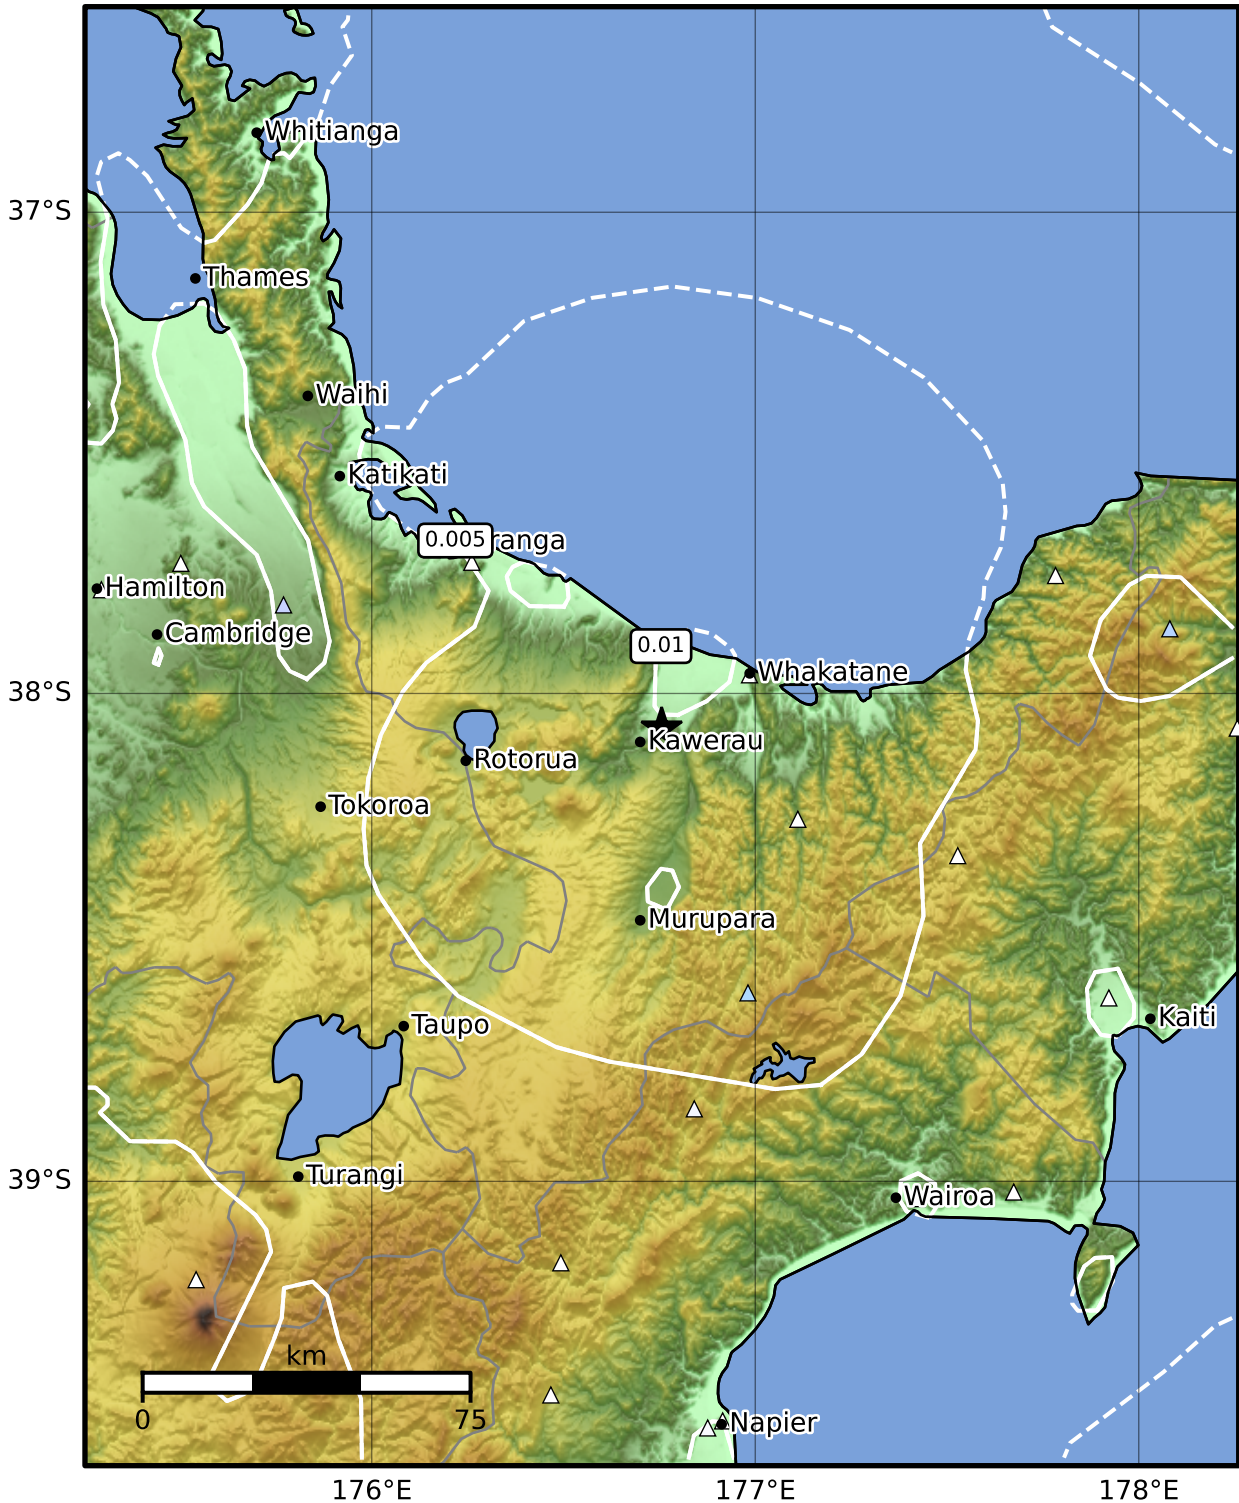 Whitianga
37°S
Thames
Waihi
Katikati
0.005
ranga
Hamilton
Cambridge
0.01
Whakatane
38°S
Kawerau
Rotorua
Tokoroa
Murupara
Taupo
Kaiti
39°S
Turangi
Wairoa
km
0
75
Napier
176°E
177°E
178°E